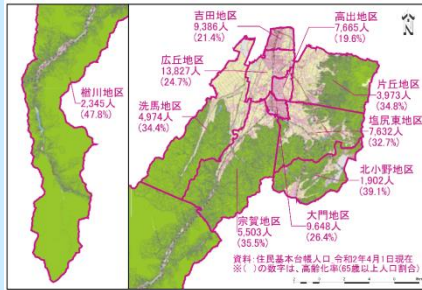 吉田地区
9,386人
(21.4%)
高出地区
7,665人
(19.6%)
N
広丘地区
13,827人
(24.7%)
楢川地区
2,345人
(47.8%)
片丘地区
3,973人
(34.8%)
洗馬地区
4,974人
(34.4%)
塩尻東地区
7,632人
(32.7%)
北小野地区
1,902人
(39.1%)
宗賀地区
5,503人
(35.5%)
大門地区
9,648人
(26.4%)
資料:住民基本台帳人口 令和2年4月1日現在
※( )の数字は、高齢化率(65歳以上人口割合)